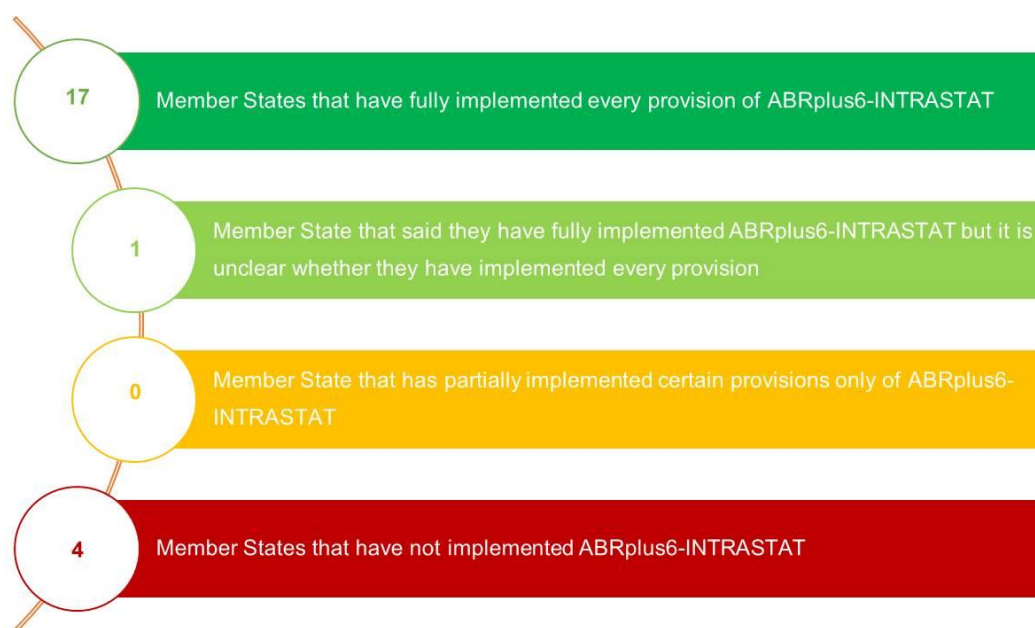 17
Member States that have fully implemented every provision of ABRplus6-INTRASTAT
1
Member State that said they have fully implemented ABRplus6-INTRASTAT but it is
unclear whether they have implemented every provision
0
Member State that has partially implemented certain provisions only of ABRplus6-
INTRASTAT
4
Member States that have not implemented ABRplus6-INTRASTAT